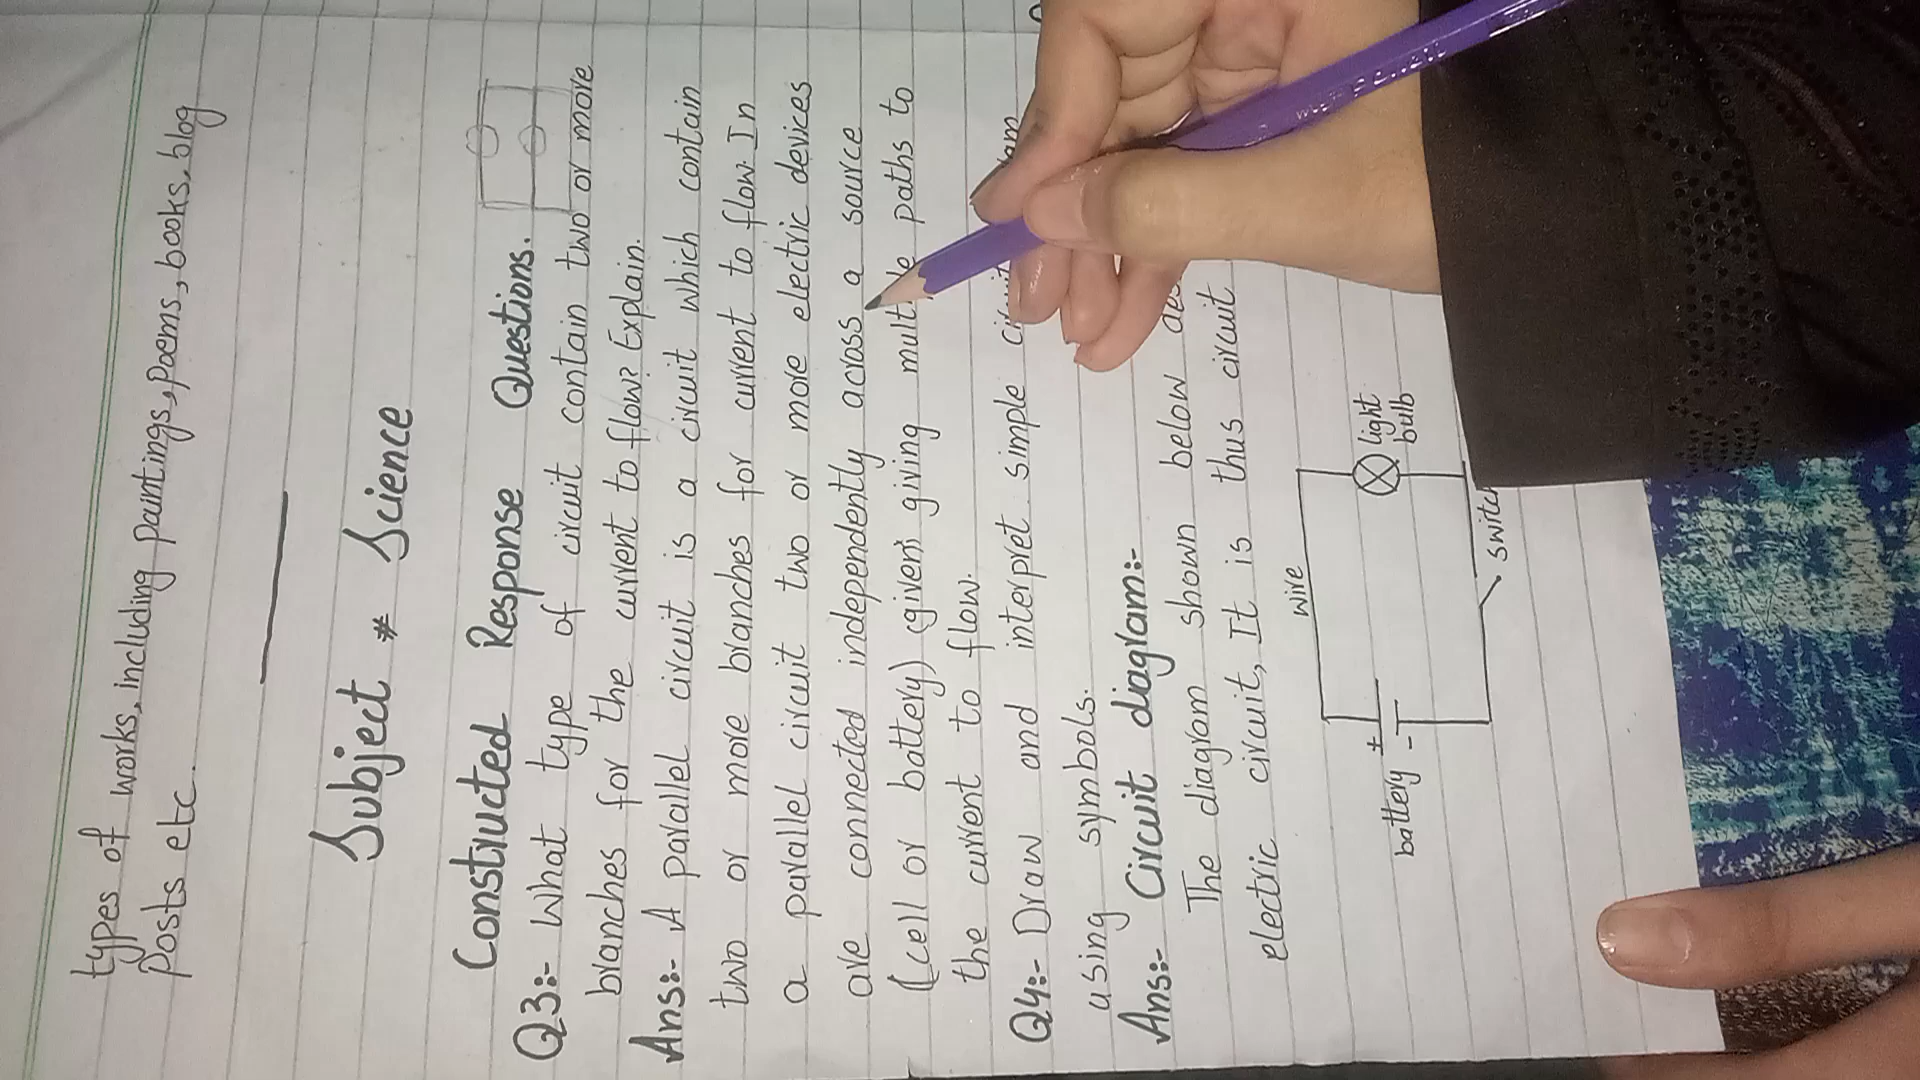 types of works, including paintings, poems, books, blog
posts etc.
Subject * Science
Constructed Response Questions.
Q3:- What type of circuit contain two or more
branches for the current to flow? Explain.
Ans:- A parallel circuit is a circuit which contain
two or more branches for current to flow. In
a parallel circuit two or more electric devices
are connected independently across a source
(cell or battery) giving paths to
the current to flow.
Q4:- Draw and interpret simple
using symbols.
Ans:- Circuit diagram:-
The diagram shown below
electric circuit, It is thus circuit
wire
battery + -
light
bulb
switch